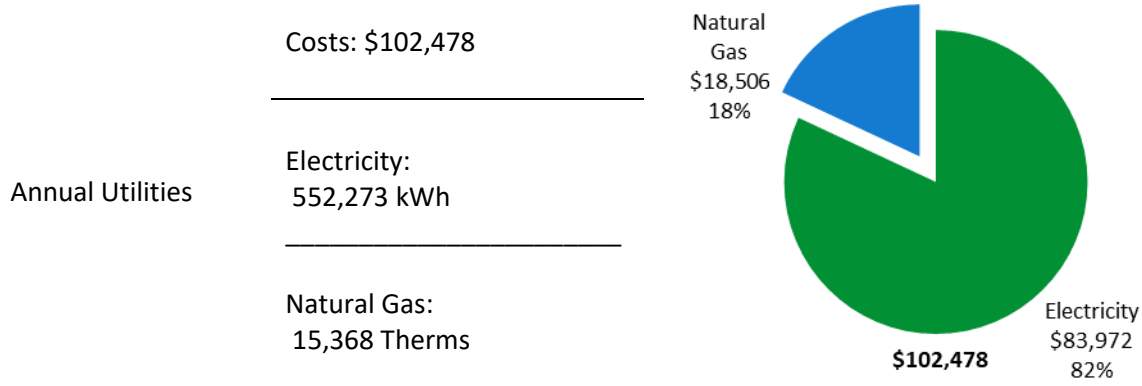 Annual Utilities
Costs: $102,478
Electricity:
552,273 kWh
Natural Gas:
15,368 Therms
Natural
Gas
$18,506
18%
Electricity
$83,972
82%
$102,478